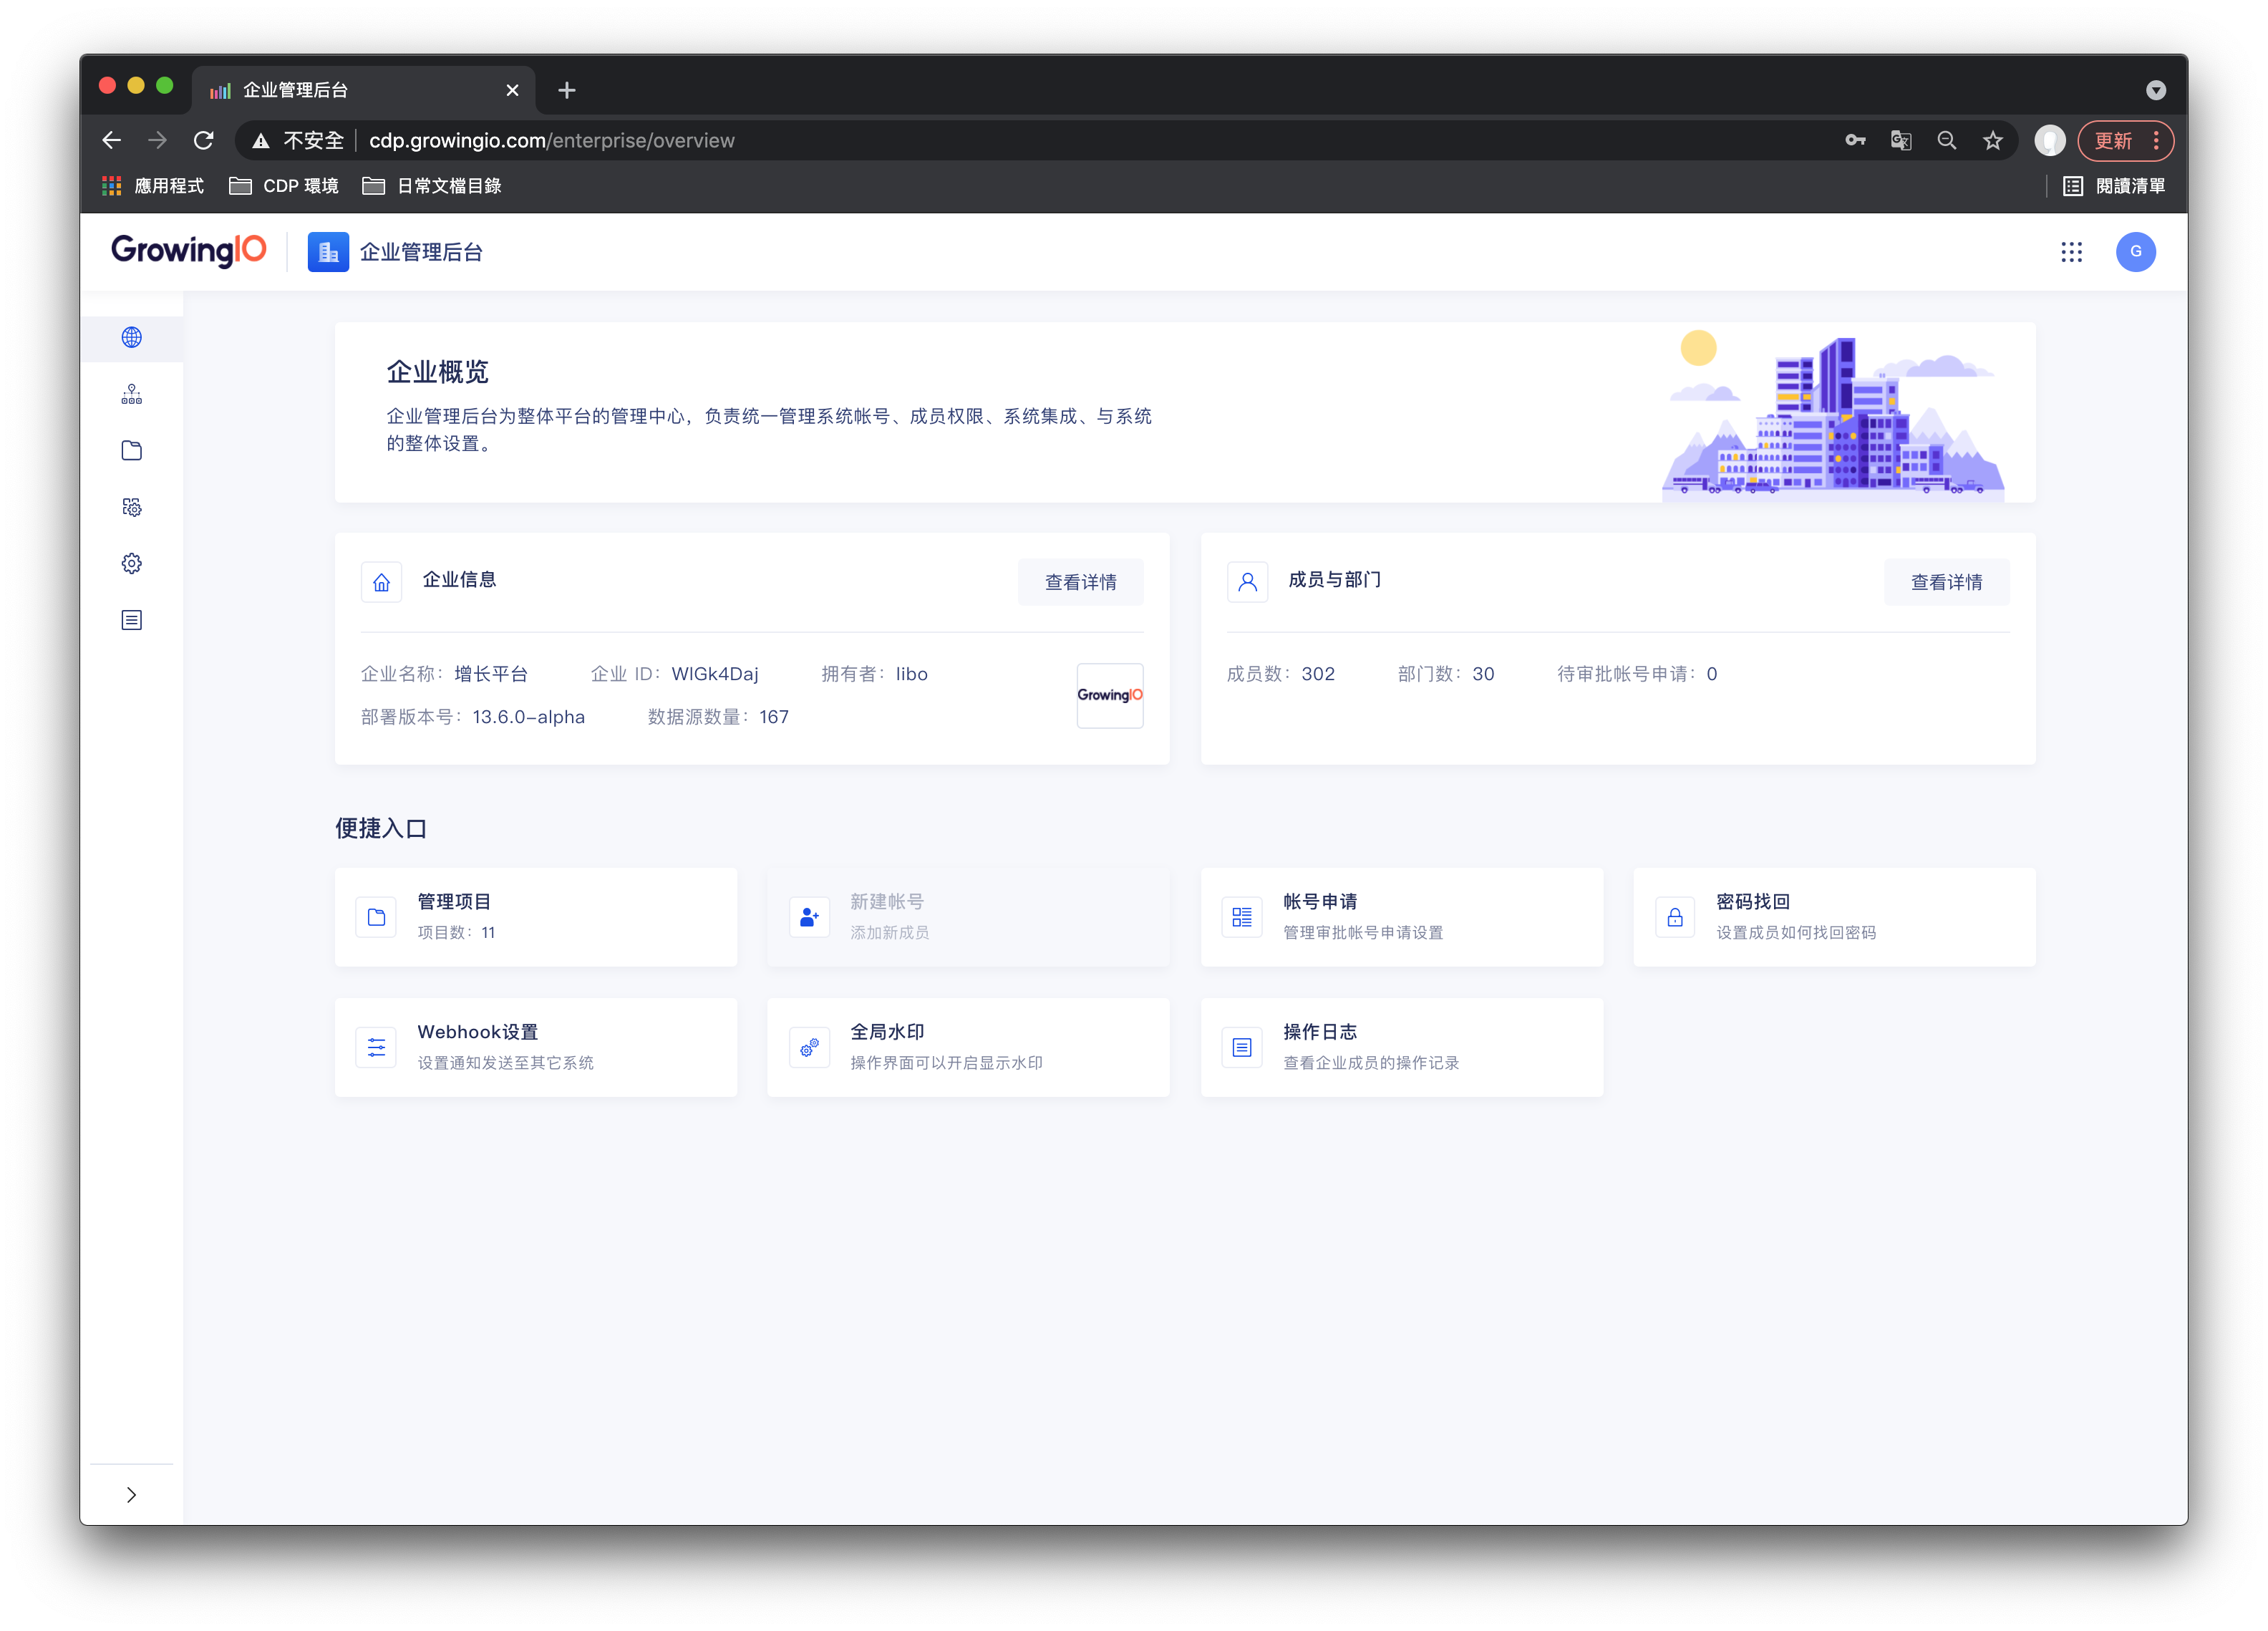 企业管理后台
不安全 cdp.growingio.com/enterprise/overview 更新
應用程式 CDP 環境 日常文檔目錄 閱讀清單
GrowingIO 企业管理后台 G
企业概览
企业管理后台为整体平台的管理中心，负责统一管理系统帐号、成员权限、系统集成、与系统
的整体设置。
企业信息 查看详情
企业名称：增长平台 企业 ID：WlGk4Daj 拥有者：libo
部署版本号：13.6.0-alpha 数据源数量：167
GrowingIO
成员与部门 查看详情
成员数：302 部门数：30 待审批帐号申请：0
便捷入口
管理项目
项目数：11
新建帐号
添加新成员
帐号申请
管理审批帐号申请设置
密码找回
设置成员如何找回密码
Webhook设置
设置通知发送至其它系统
全局水印
操作界面可以开启显示水印
操作日志
查看企业成员的操作记录